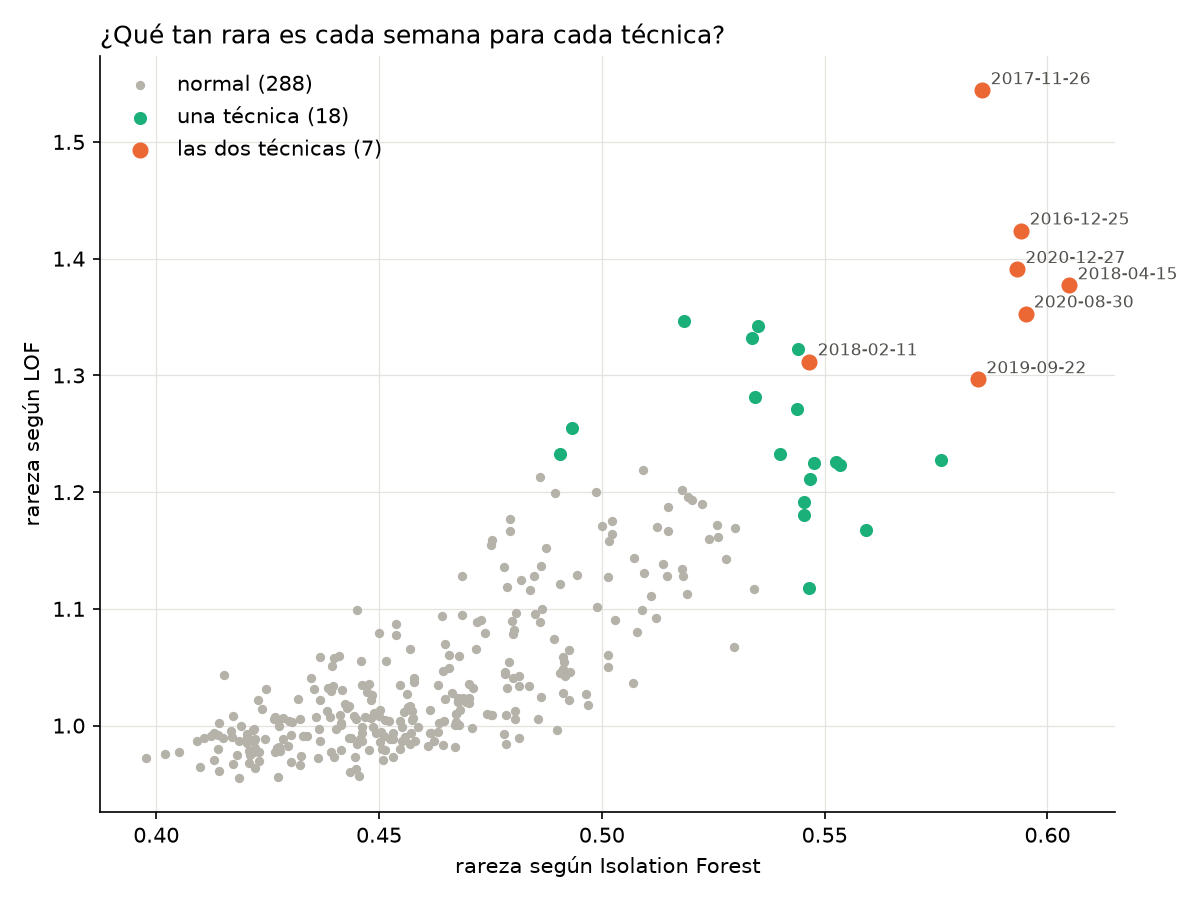 ¿Qué tan rara es cada semana para cada técnica?
normal (288)
una técnica (18)
las dos técnicas (7)
2017-11-26
2016-12-25
2020-12-27
2018-04-15
2020-08-30
2018-02-11
2019-09-22
rareza según LOF
1.5
1.4
1.3
1.2
1.1
1.0
0.40 0.45 0.50 0.55 0.60
rareza según Isolation Forest